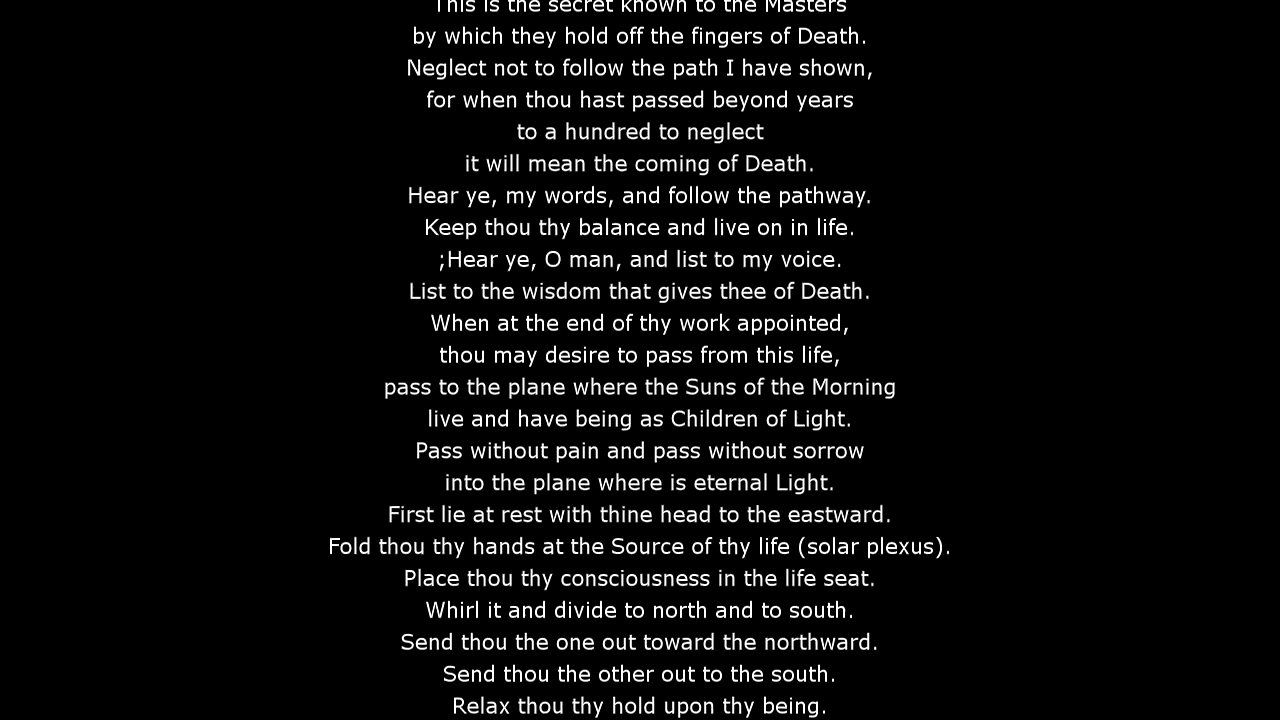 This is the secret known to the Masters
by which they hold off the fingers of Death.
Neglect not to follow the path I have shown,
for when thou hast passed beyond years
to a hundred to neglect
it will mean the coming of Death.
Hear ye, my words, and follow the pathway.
Keep thou thy balance and live on in life.
;Hear ye, O man, and list to my voice.
List to the wisdom that gives thee of Death.
When at the end of thy work appointed,
thou may desire to pass from this life,
pass to the plane where the Suns of the Morning
live and have being as Children of Light.
Pass without pain and pass without sorrow
into the plane where is eternal Light.
First lie at rest with thine head to the eastward.
Fold thou thy hands at the Source of thy life (solar plexus).
Place thou thy consciousness in the life seat.
Whirl it and divide to north and to south.
Send thou the one out toward the northward.
Send thou the other out to the south.
Relax thou thy hold upon thy being.